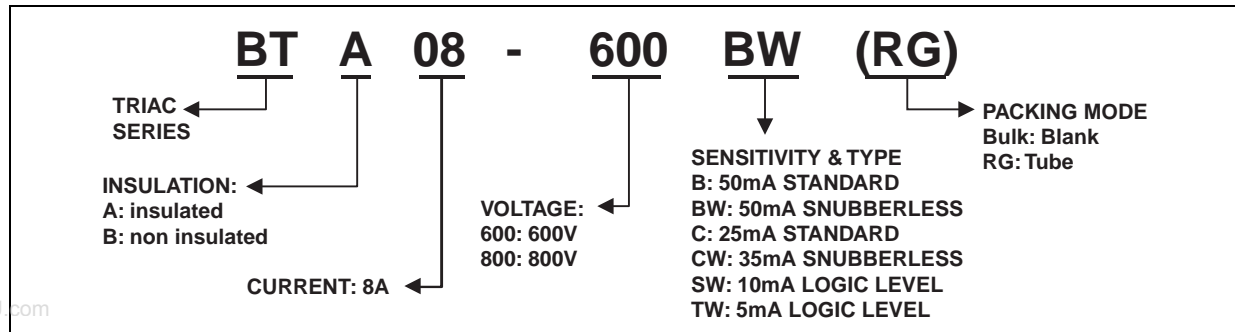 BT A 08 - 600 BW (RG)
TRIAC
SERIES
INSULATION:
A: insulated
B: non insulated
CURRENT: 8A
VOLTAGE:
600: 600V
800: 800V
SENSITIVITY & TYPE
B: 50mA STANDARD
BW: 50mA SNUBBERLESS
C: 25mA STANDARD
CW: 35mA SNUBBERLESS
SW: 10mA LOGIC LEVEL
TW: 5mA LOGIC LEVEL
PACKING MODE
Bulk: Blank
RG: Tube
.com